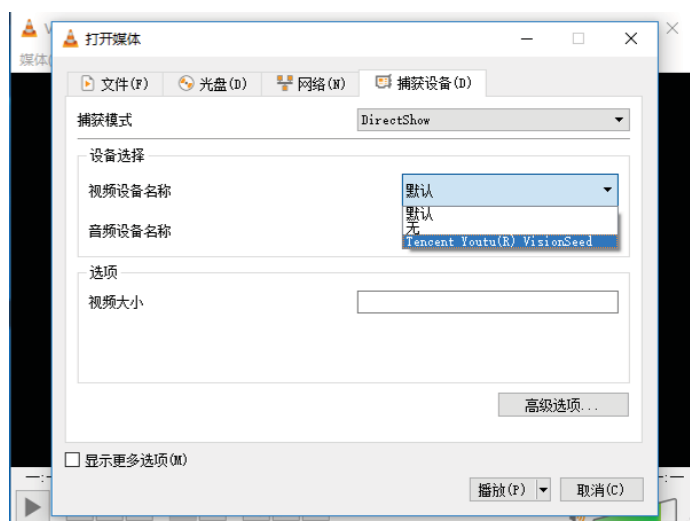 V
打开媒体
媒体(
文件(F) 光盘(D) 网络(N) 捕获设备(D)
捕获模式 DirectShow
设备选择
视频设备名称 默认
默认
无
音频设备名称
Tencent Youtu(R) VisionSeed
选项
视频大小
高级选项...
显示更多选项(M)
播放(P) 取消(C)